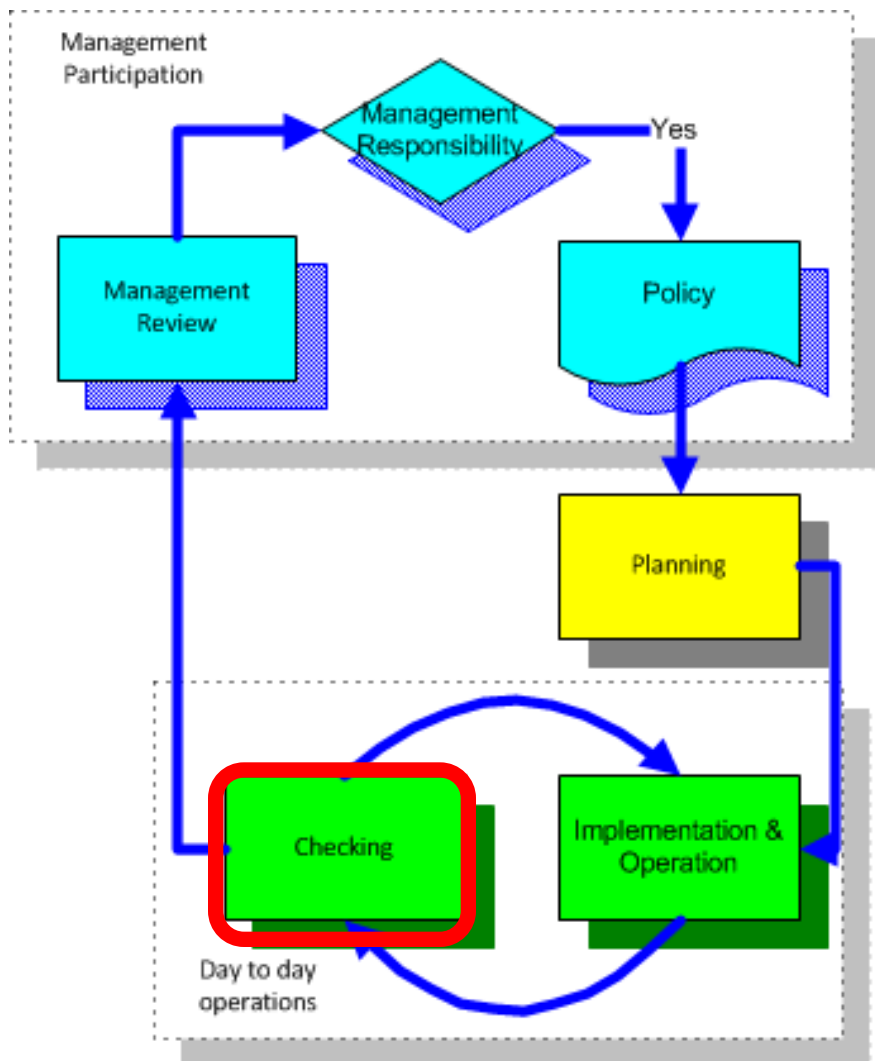 Management
Participation
Management
Responsibility
Yes
Management
Review
Policy
Planning
Checking
Implementation &
Operation
Day to day
operations